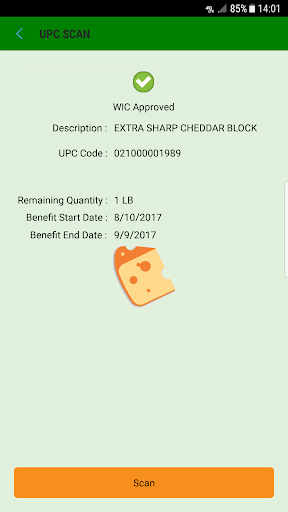 85% 14:01
UPC SCAN
WIC Approved
Description : EXTRA SHARP CHEDDAR BLOCK
UPC Code : 021000001989
Remaining Quantity : 1 LB
Benefit Start Date : 8/10/2017
Benefit End Date : 9/9/2017
Scan